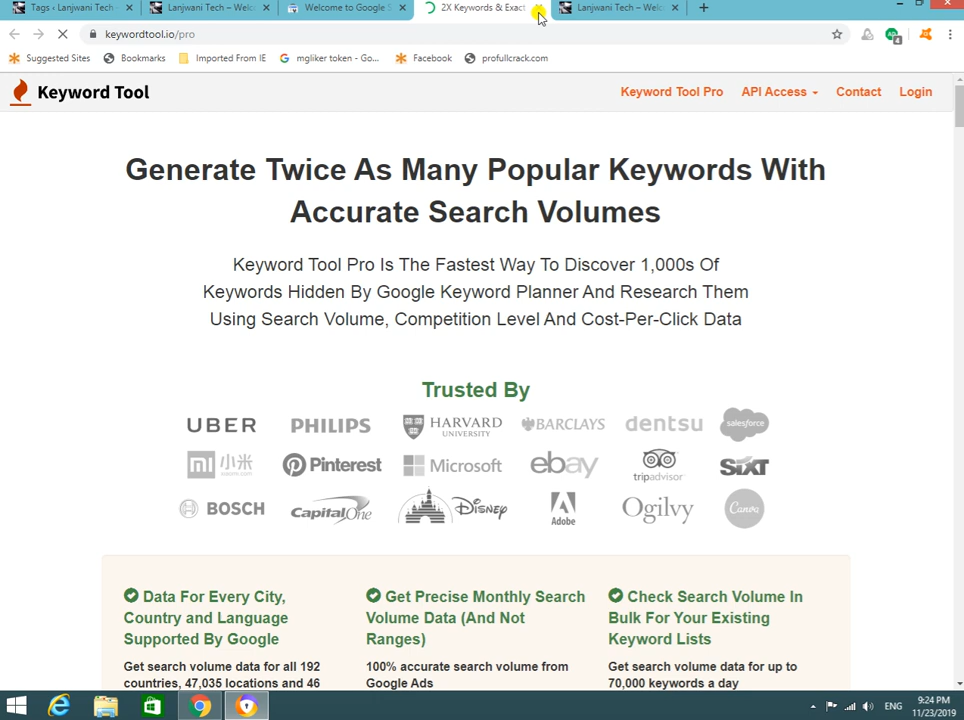 Tags ‹ Lanjwani Tech
Lanjwani Tech – Welc
Welcome to Google S
2X Keywords & Exact
Lanjwani Tech – Welc
keywordtool.io/pro
Suggested Sites
Bookmarks
Imported From IE
mgliker token - Go...
Facebook
profullcrack.com
Keyword Tool
Keyword Tool Pro
API Access
Contact
Login
Generate Twice As Many Popular Keywords With
Accurate Search Volumes
Keyword Tool Pro Is The Fastest Way To Discover 1,000s Of
Keywords Hidden By Google Keyword Planner And Research Them
Using Search Volume, Competition Level And Cost-Per-Click Data
Trusted By
UBER
PHILIPS
HARVARD
UNIVERSITY
BARCLAYS
dentsu
salesforce
mi 小米
xiaomi.com
Pinterest
Microsoft
ebay
tripadvisor
SIXT
BOSCH
CapitalOne
Disney
Adobe
Ogilvy
Canva
Data For Every City,
Country and Language
Supported By Google
Get search volume data for all 192
countries, 47,035 locations and 46
Get Precise Monthly Search
Volume Data (And Not
Ranges)
100% accurate search volume from
Google Ads
Check Search Volume In
Bulk For Your Existing
Keyword Lists
Get search volume data for up to
70,000 keywords a day
ENG
9:24 PM
11/23/2019